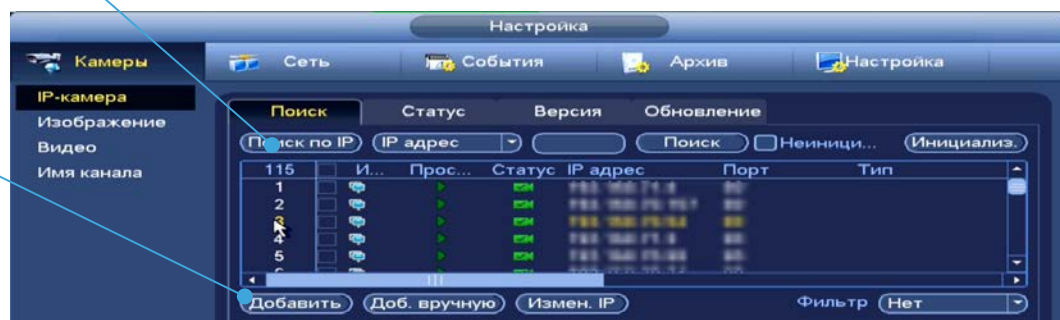 Настройка
Камеры Сеть События Архив Настройка
IP-камера
Изображение
Видео
Имя канала
Поиск Статус Версия Обновление
Поиск по IP IP адрес Поиск Неиници... Инициализ.
115 И... Прос... Статус IP адрес Порт Тип
1
2
3
4
5
Добавить Доб. вручную Измен. IP Фильтр Нет